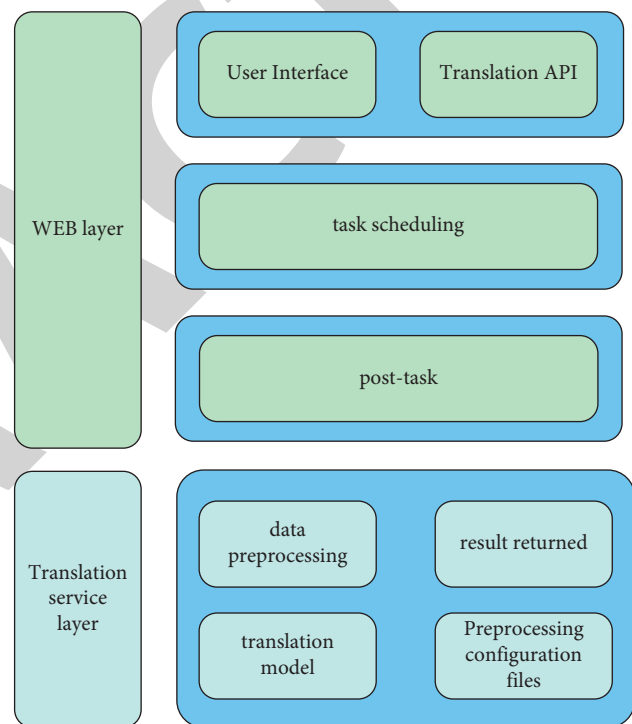 User Interface
Translation API
WEB layer
task scheduling
post-task
data
preprocessing
result returned
Translation
service
layer
translation
model
Preprocessing
configuration
files